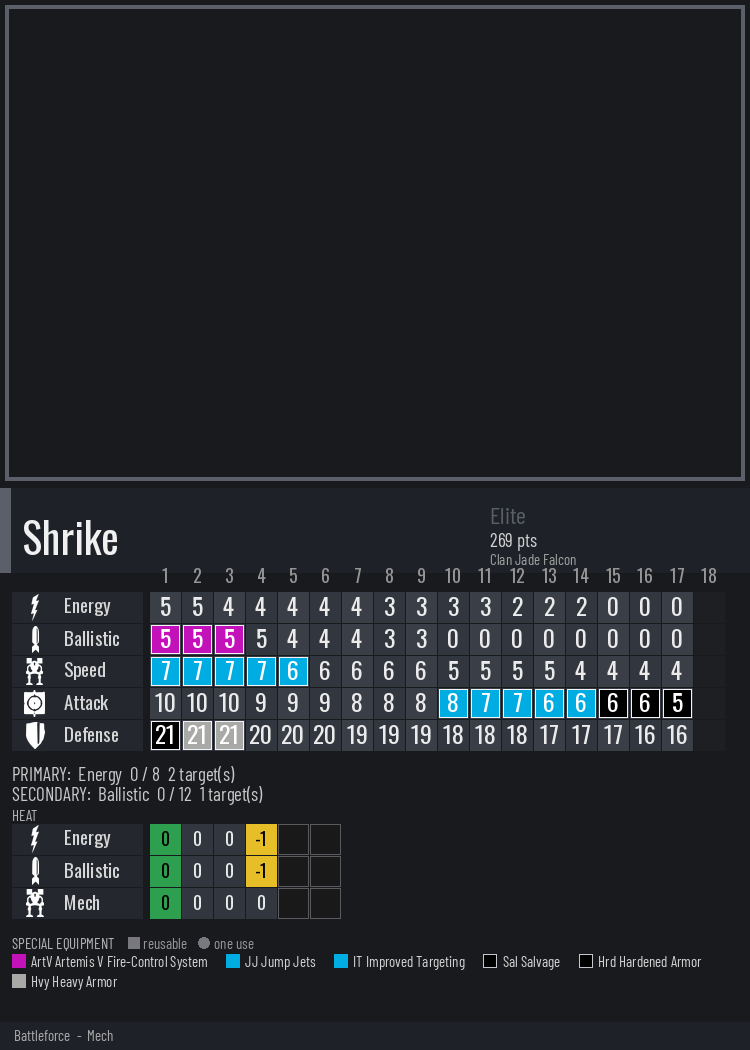 Shrike
Elite
269 pts
Clan Jade Falcon
1 2 3 4 5 6 7 8 9 10 11 12 13 14 15 16 17 18
Energy 5 5 4 4 4 4 4 3 3 3 3 2 2 2 0 0 0
Ballistic 5 5 5 5 4 4 4 3 3 0 0 0 0 0 0 0 0
Speed 7 7 7 7 6 6 6 6 6 5 5 5 5 4 4 4 4
Attack 10 10 10 9 9 9 8 8 8 8 7 7 6 6 6 6 5
Defense 21 21 21 20 20 20 19 19 19 18 18 18 17 17 17 16 16
PRIMARY: Energy 0 / 8 2 target(s)
SECONDARY: Ballistic 0 / 12 1 target(s)
HEAT
Energy 0 0 0 -1
Ballistic 0 0 0 -1
Mech 0 0 0 0
SPECIAL EQUIPMENT reusable one use
ArtV Artemis V Fire-Control System JJ Jump Jets IT Improved Targeting Sal Salvage Hrd Hardened Armor
Hvy Heavy Armor
Battleforce - Mech